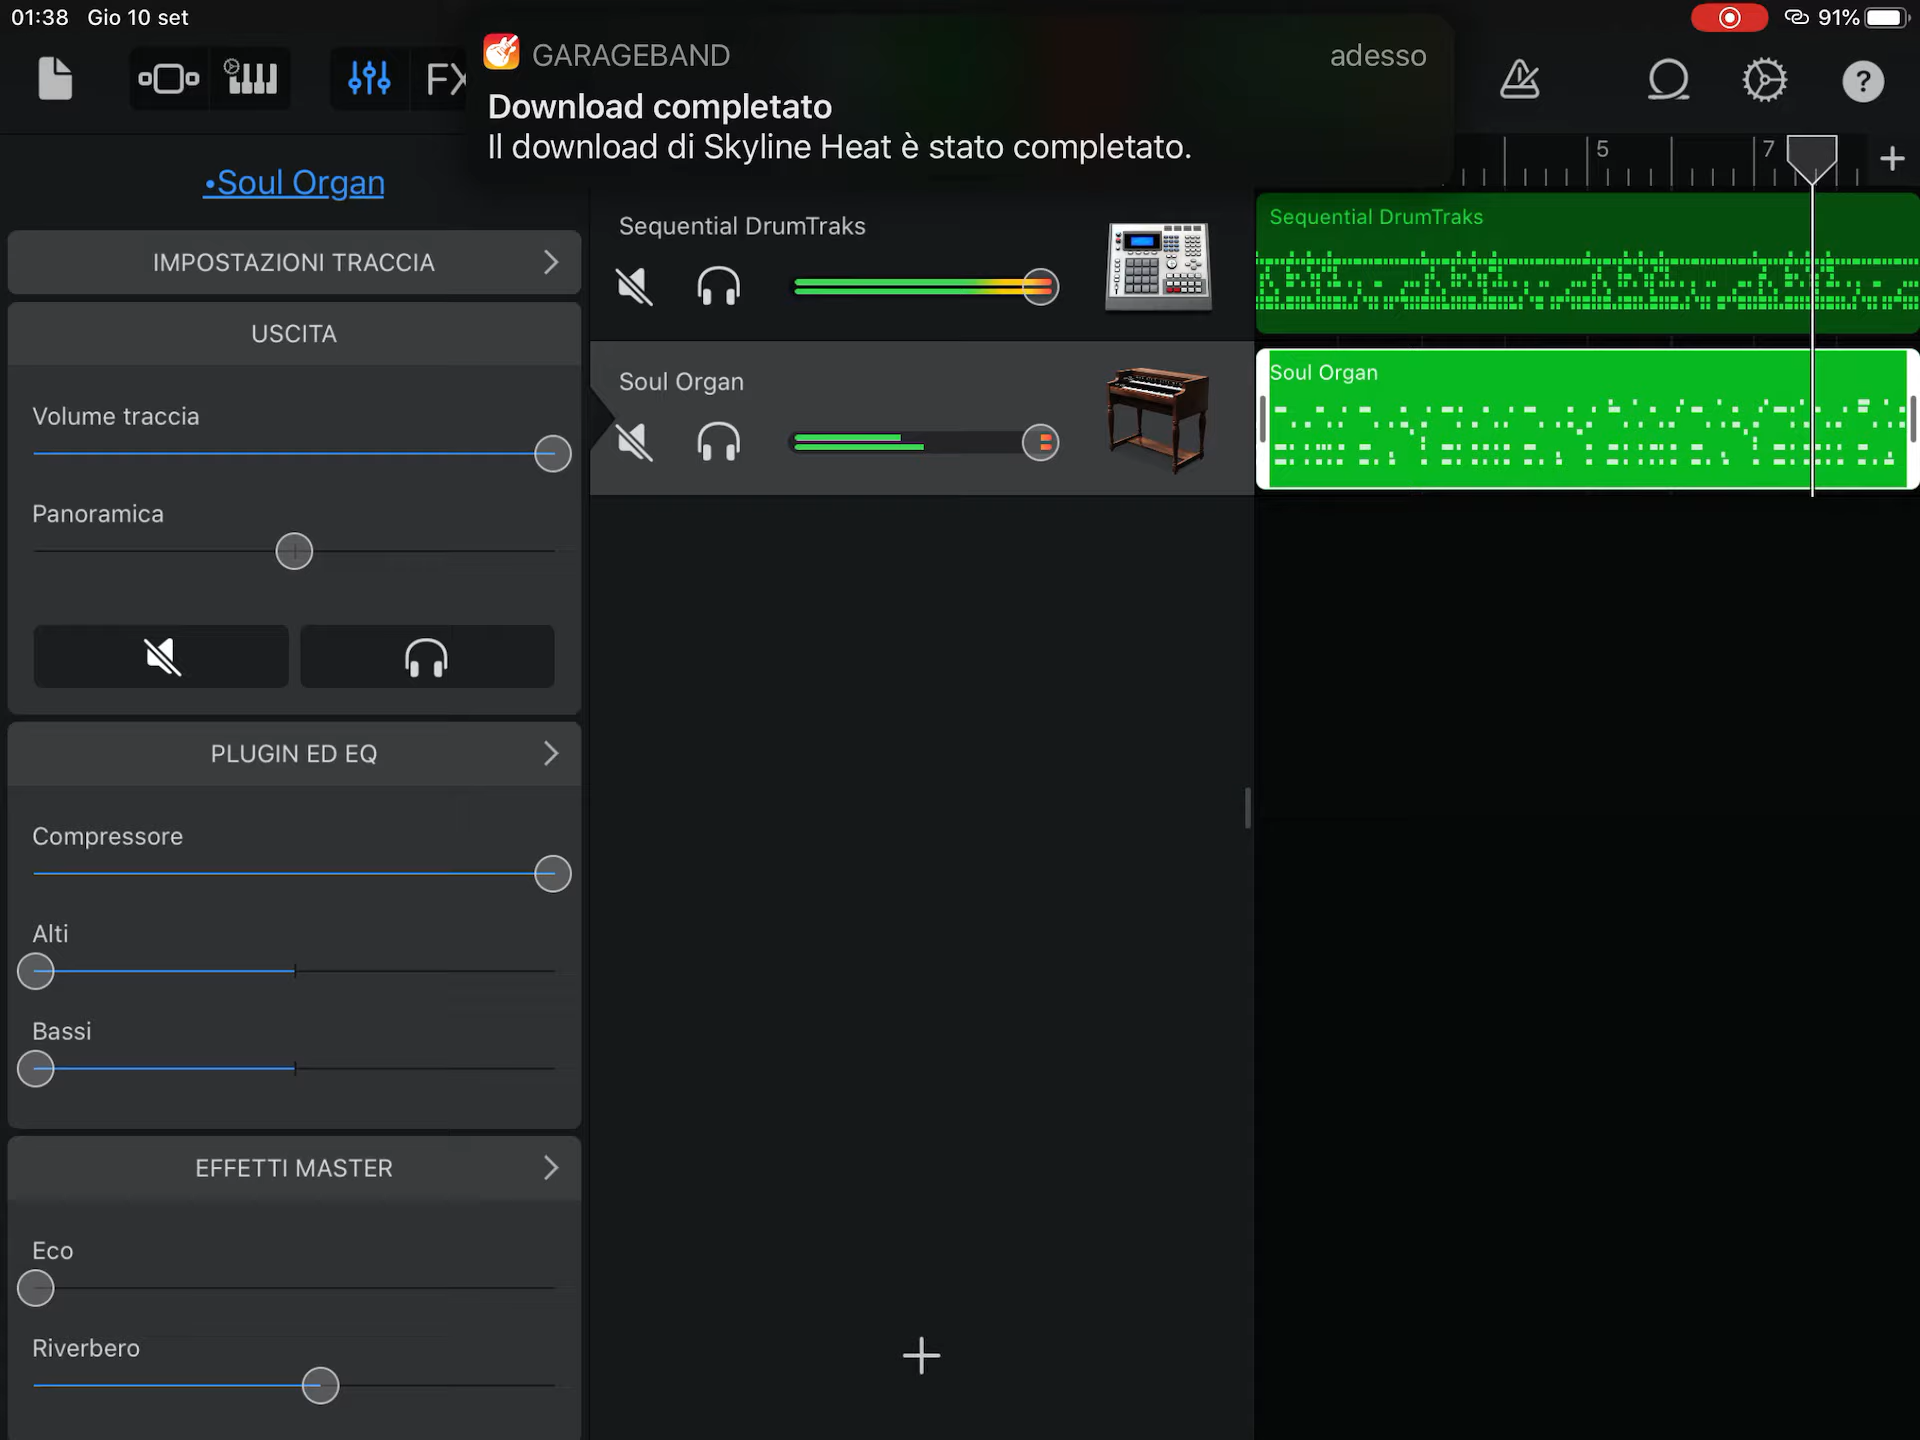 01:38 Gio 10 set
91%
GARAGEBAND
adesso
Download completato
Il download di Skyline Heat è stato completato.
FX
?
5
7
•Soul Organ
IMPOSTAZIONI TRACCIA
USCITA
Volume traccia
Panoramica
PLUGIN ED EQ
Compressore
Alti
Bassi
EFFETTI MASTER
Eco
Riverbero
Sequential DrumTraks
Soul Organ
Sequential DrumTraks
Soul Organ